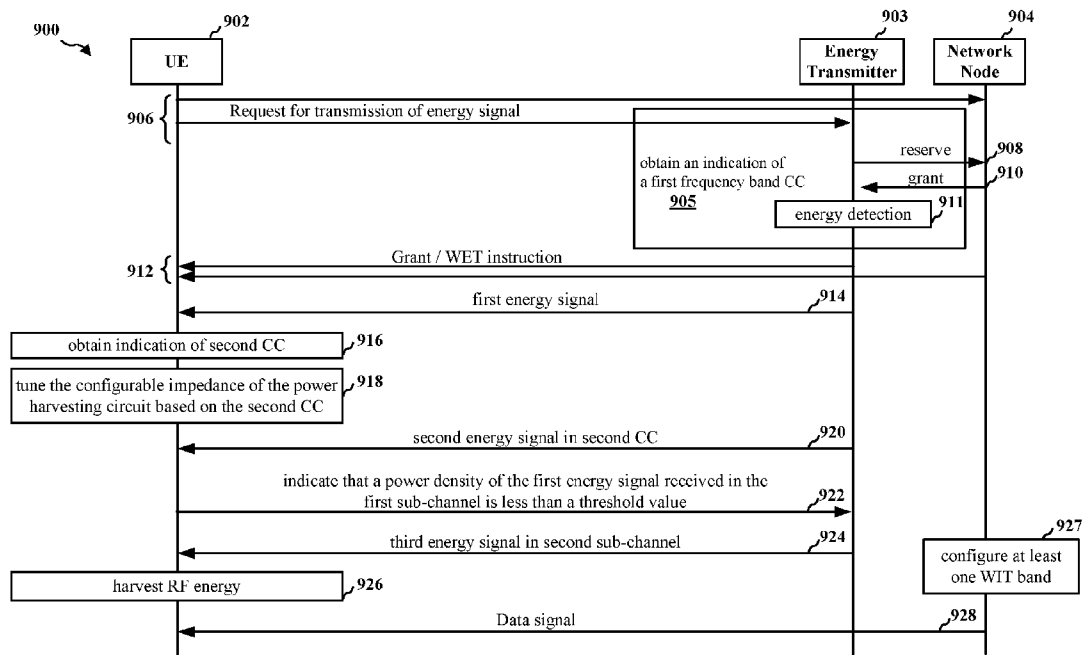 900
902
903
904
UE
Energy
Transmitter
Network
Node
906
Request for transmission of energy signal
obtain an indication of
a first frequency band CC
905
reserve
908
grant
910
energy detection
911
912
Grant / WET instruction
first energy signal
914
obtain indication of second CC
916
tune the configurable impedance of the power
harvesting circuit based on the second CC
918
second energy signal in second CC
920
indicate that a power density of the first energy signal received in the
first sub-channel is less than a threshold value
922
third energy signal in second sub-channel
924
927
configure at least
one WIT band
harvest RF energy
926
Data signal
928